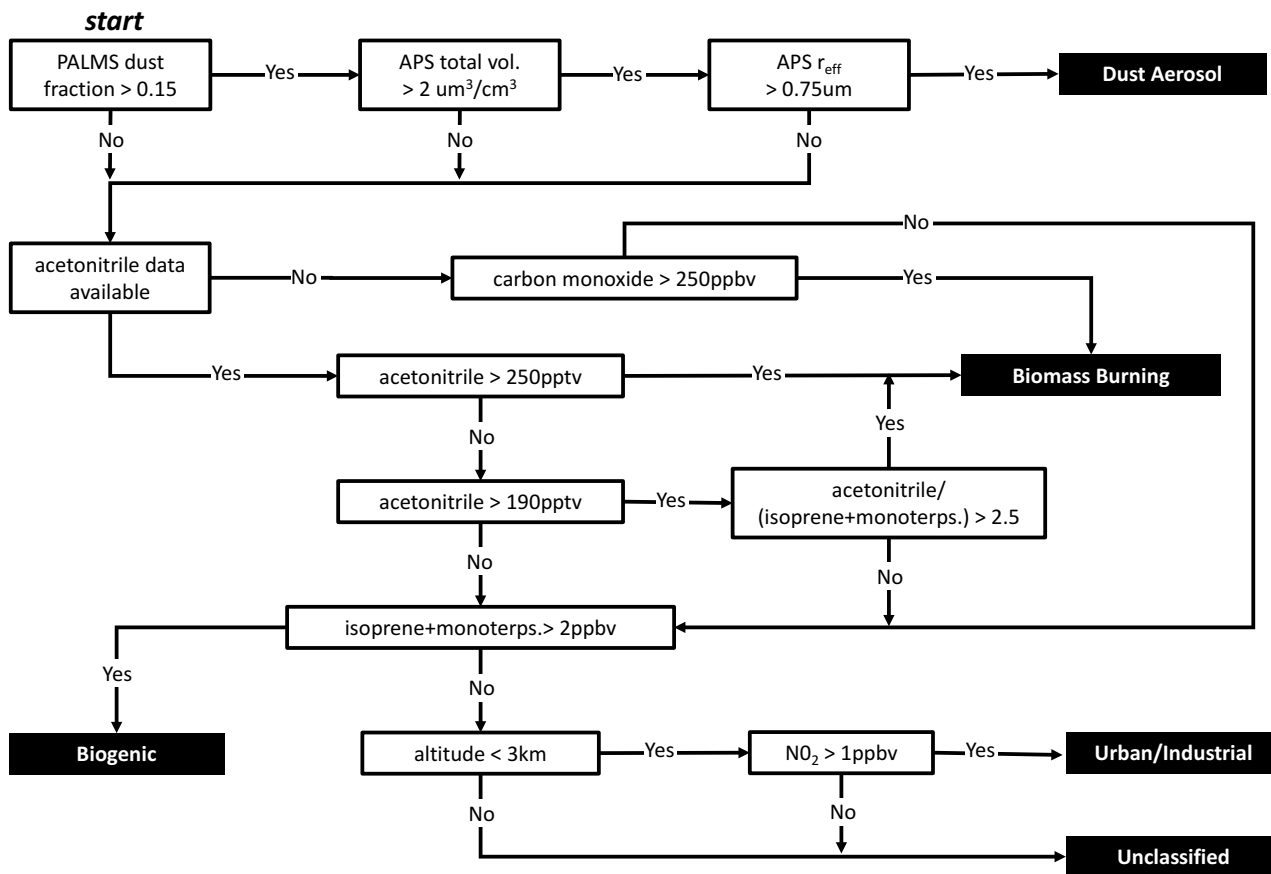 start
PALMS dust
fraction > 0.15
Yes
APS total vol.
> 2 um³/cm³
Yes
APS r_eff
> 0.75um
Yes
Dust Aerosol
No
No
No
acetonitrile data
available
No
carbon monoxide > 250ppbv
No
Yes
Yes
acetonitrile > 250pptv
Yes
Biomass Burning
No
Yes
acetonitrile > 190pptv
Yes
acetonitrile/
(isoprene+monoterps.) > 2.5
No
No
isoprene+monoterps.> 2ppbv
Yes
No
Biogenic
altitude < 3km
Yes
N0₂ > 1ppbv
Yes
Urban/Industrial
No
No
Unclassified